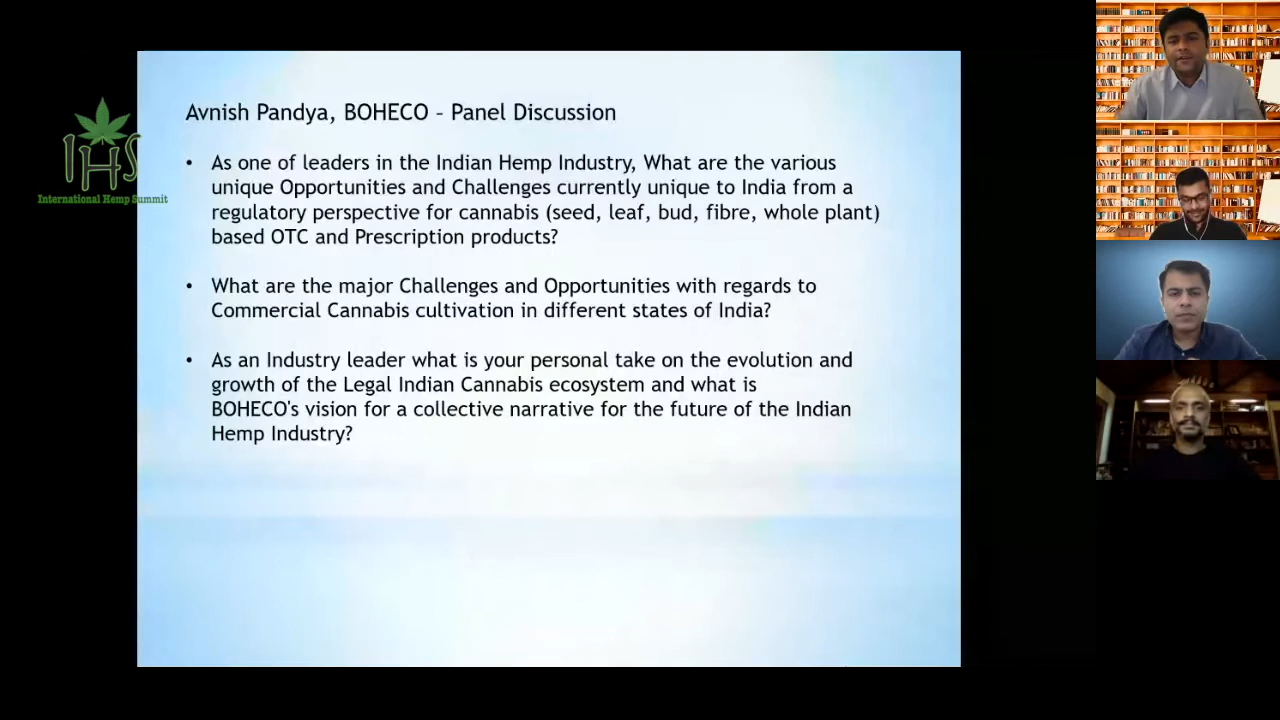 Avnish Pandya, BOHECO – Panel Discussion
• As one of leaders in the Indian Hemp Industry, What are the various
unique Opportunities and Challenges currently unique to India from a
regulatory perspective for cannabis (seed, leaf, bud, fibre, whole plant)
based OTC and Prescription products?
• What are the major Challenges and Opportunities with regards to
Commercial Cannabis cultivation in different states of India?
• As an Industry leader what is your personal take on the evolution and
growth of the Legal Indian Cannabis ecosystem and what is
BOHECO's vision for a collective narrative for the future of the Indian
Hemp Industry?
IHS
International Hemp Summit